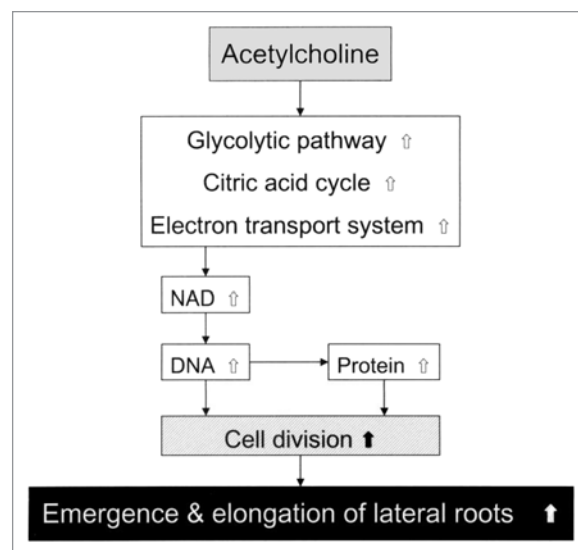 Acetylcholine
Glycolytic pathway ⇧
Citric acid cycle ⇧
Electron transport system ⇧
NAD ⇧
DNA ⇧ Protein ⇧
Cell division ⬆
Emergence & elongation of lateral roots ⬆